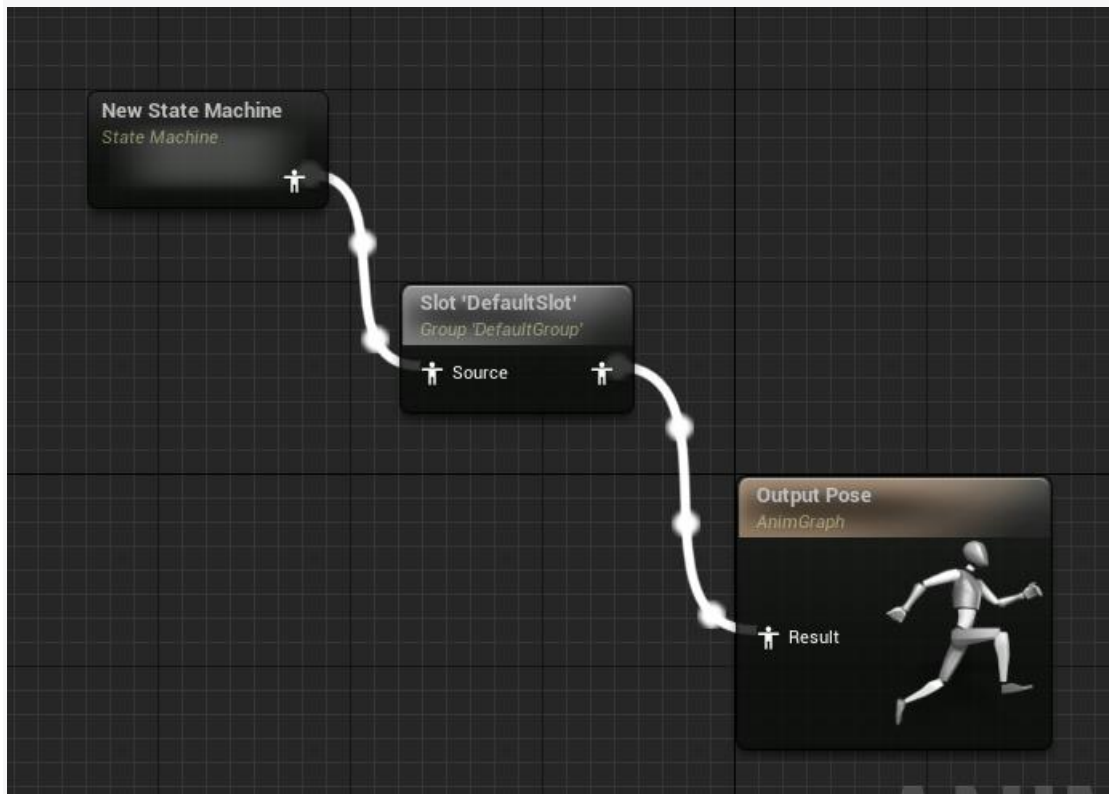 New State Machine
State Machine
Slot 'DefaultSlot'
Group 'DefaultGroup'
Source
Output Pose
AnimGraph
Result